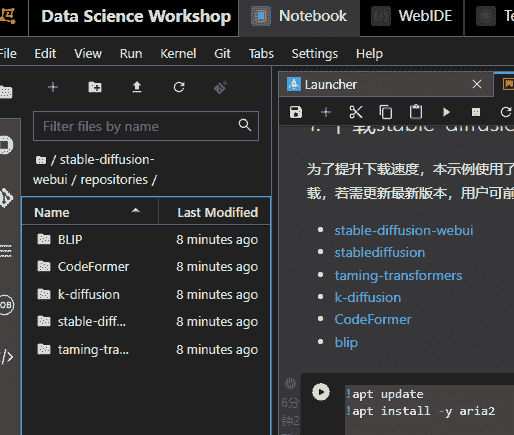 Data Science Workshop
Notebook
WebIDE
File Edit View Run Kernel Git Tabs Settings Help
Filter files by name
/ stable-diffusion-
webui / repositories /
Name Last Modified
BLIP 8 minutes ago
CodeFormer 8 minutes ago
k-diffusion 8 minutes ago
stable-diff... 8 minutes ago
taming-tra... 8 minutes ago
Launcher
为了提升下载速度，本示例使用了
载，若需更新最新版本，用户可前
stable-diffusion-webui
stablediffusion
taming-transformers
k-diffusion
CodeFormer
blip
6分
钟2
!apt update
!apt install -y aria2